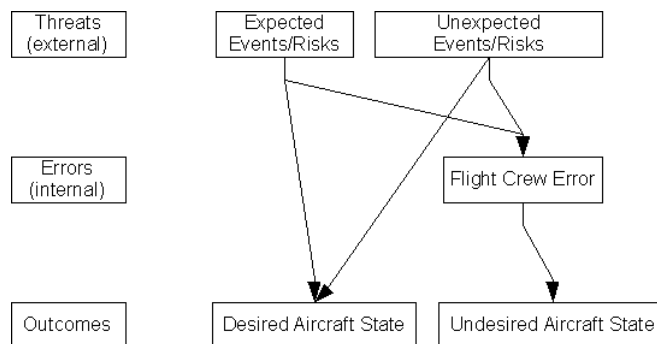 Threats
(external)
Expected
Events/Risks
Unexpected
Events/Risks
Errors
(internal)
Flight Crew Error
Outcomes
Desired Aircraft State
Undesired Aircraft State